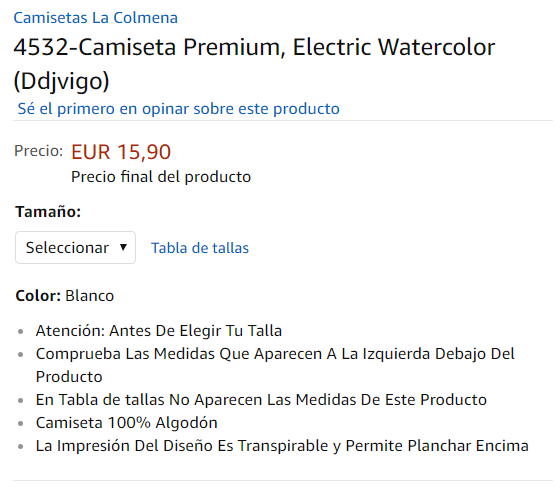 Camisetas La Colmena
4532-Camiseta Premium, Electric Watercolor
(Ddjvigo)
Sé el primero en opinar sobre este producto
Precio: EUR 15,90
Precio final del producto
Tamaño:
Seleccionar Tabla de tallas
Color: Blanco
Atención: Antes De Elegir Tu Talla
Comprueba Las Medidas Que Aparecen A La Izquierda Debajo Del
Producto
En Tabla de tallas No Aparecen Las Medidas De Este Producto
Camiseta 100% Algodón
La Impresión Del Diseño Es Transpirable y Permite Planchar Encima